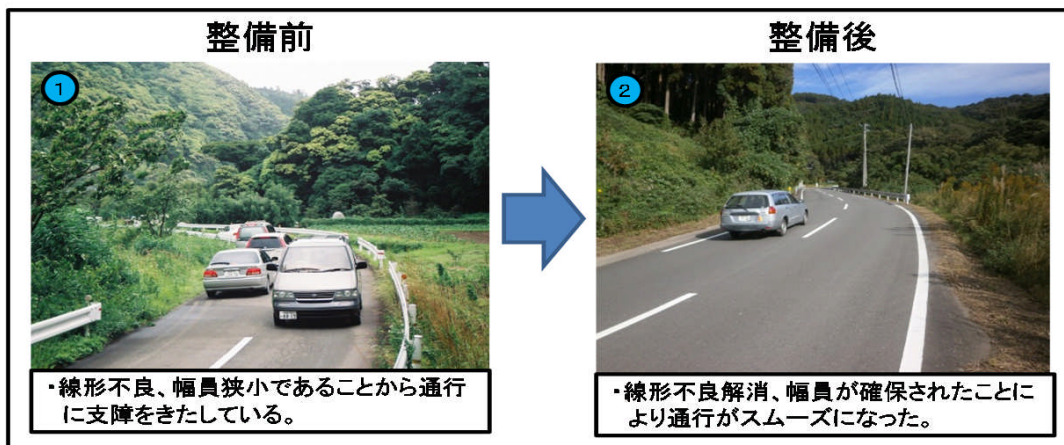 整備前
整備後
1
2
・線形不良、幅員狭小であることから通行
に支障をきたしている。
・線形不良解消、幅員が確保されたことに
より通行がスムーズになった。